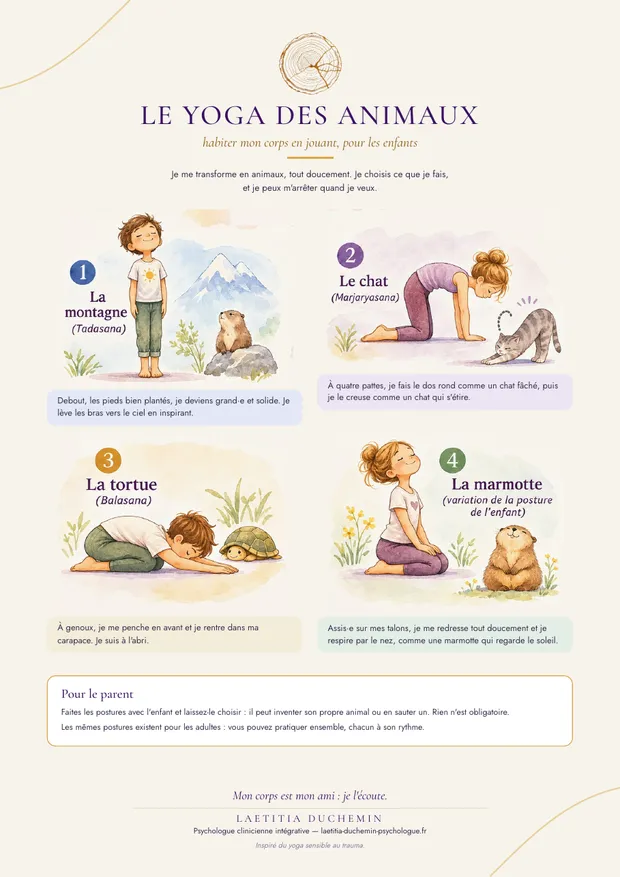 LE YOGA DES ANIMAUX
habiter mon corps en jouant, pour les enfants
Je me transforme en animaux, tout doucement. Je choisis ce que je fais,
et je peux m'arrêter quand je veux.
1
La
montagne
(Tadasana)
Debout, les pieds bien plantés, je deviens grand·e et solide. Je
lève les bras vers le ciel en inspirant.
2
Le chat
(Marjaryasana)
À quatre pattes, je fais le dos rond comme un chat fâché, puis
je le creuse comme un chat qui s'étire.
3
La tortue
(Balasana)
À genoux, je me penche en avant et je rentre dans ma
carapace. Je suis à l'abri.
4
La marmotte
(variation de la posture
de l'enfant)
Assis·e sur mes talons, je me redresse tout doucement et je
respire par le nez, comme une marmotte qui regarde le soleil.
Pour le parent
Faites les postures avec l'enfant et laissez-le choisir : il peut inventer son propre animal ou en sauter un. Rien n'est obligatoire.
Les mêmes postures existent pour les adultes : vous pouvez pratiquer ensemble, chacun à son rythme.
Mon corps est mon ami : je l'écoute.
LAETITIA DUCHEMIN
Psychologue clinicienne intégrative — laetitia-duchemin-psychologue.fr
Inspiré du yoga sensible au trauma.